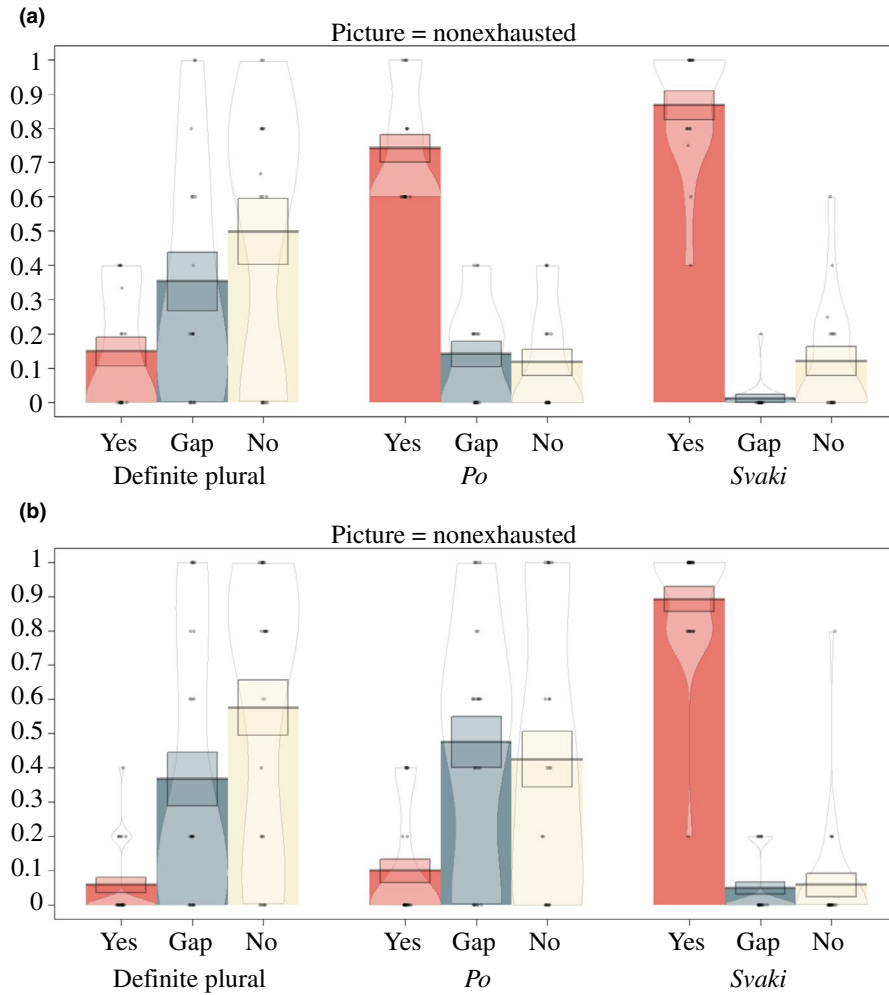 (a)
Picture = nonexhausted
1
0.9
0.8
0.7
0.6
0.5
0.4
0.3
0.2
0.1
0
Yes Gap No Yes Gap No Yes Gap No
Definite plural Po Svaki
(b)
Picture = nonexhausted
1
0.9
0.8
0.7
0.6
0.5
0.4
0.3
0.2
0.1
0
Yes Gap No Yes Gap No Yes Gap No
Definite plural Po Svaki